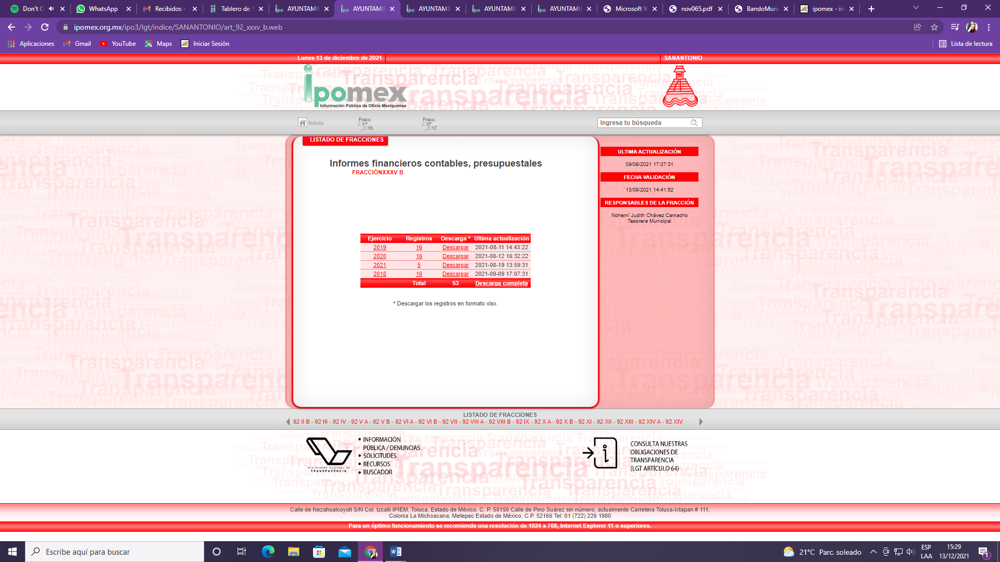 Don't C
WhatsApp
Recibidos -
Tablero de S
AYUNTAMIE
AYUNTAMIE
AYUNTAMIE
AYUNTAMIE
AYUNTAMIE
Microsoft W
nov065.pdf
BandoMuni
ipomex - in
ipomex.org.mx/ipo3/lgt/indice/SANANTONIO/art_92_xxxv_b.web
Aplicaciones
Gmail
YouTube
Maps
Iniciar Sesión
Lista de lectura
Lunes 13 de diciembre de 2021
SANANTONIO
ipomex
Información Pública de Oficio Mexiquense
Transparencia
Inicio
Fracc.
Fracc.
Ingresa tu búsqueda
LISTADO DE FRACCIONES
Informes financieros contables, presupuestales
FRACCIÓNXXXV B
ULTIMA ACTUALIZACIÓN
09/09/2021 17:07:31
FECHA VALIDACIÓN
13/09/2021 14:41:52
RESPONSABLES DE LA FRACCIÓN
Nohemí Judith Chávez Camacho
Tesorera Municipal
Ejercicio Registros Descarga * Ultima actualización
2019 16 Descargar 2021-08-11 14:43:22
2020 16 Descargar 2021-08-12 16:32:22
2021 5 Descargar 2021-08-19 13:59:31
2018 16 Descargar 2021-09-09 17:07:31
Total 53 Descarga completa
* Descargar los registros en formato xlsx.
LISTADO DE FRACCIONES
92 II B - 92 III - 92 IV - 92 V A - 92 V B - 92 VI A - 92 VI B - 92 VII - 92 VIII A - 92 VIII B - 92 IX - 92 X A - 92 X B - 92 XI - 92 XII - 92 XIII - 92 XIV A - 92 XIV
PLATAFORMA NACIONAL DE
TRANSPARENCIA
• INFORMACIÓN
PÚBLICA / DENUNCIAS
• SOLICITUDES
• RECURSOS
• BUSCADOR
CONSULTA NUESTRAS
OBLIGACIONES DE
TRANSPARENCIA
(LGT ARTÍCULO 64)
Calle de Nezahualcoyotl S/N Col. Izcalli IPIEM, Toluca, Estado de México. C. P. 50150 Calle de Pino Suárez sin número, actualmente Carretera Toluca-Ixtapan # 111,
Colonia La Michoacana; Metepec Estado de México, C.P. 52166 Tel: 01 (722) 226 1980
Para un óptimo funcionamiento se recomienda una resolución de 1024 x 768, Internet Explorer 11 o superiores.
Escribe aquí para buscar
21°C Parc. soleado
ESP
LAA
15:29
13/12/2021
1